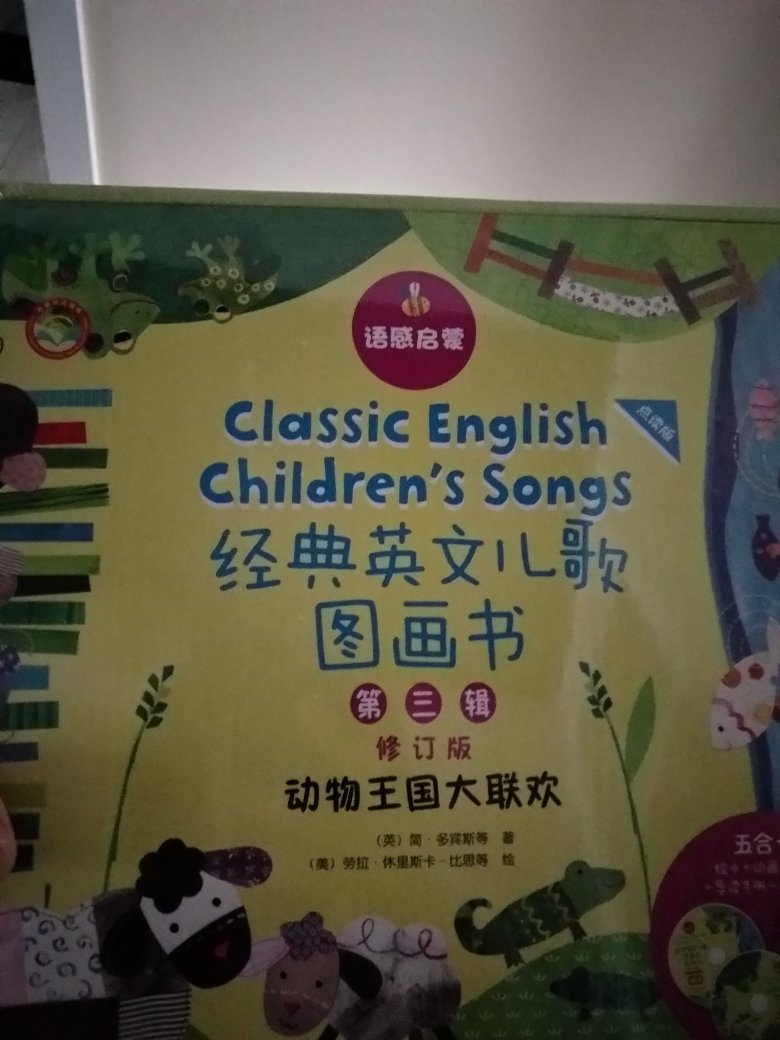 语感启蒙
Classic English
点读版
Children's Songs
经典英文儿歌
图画书
第三辑
修订版
动物王国大联欢
(英)简·多宾斯等 著
(美)劳拉·休里斯卡-比恩等 绘
五合